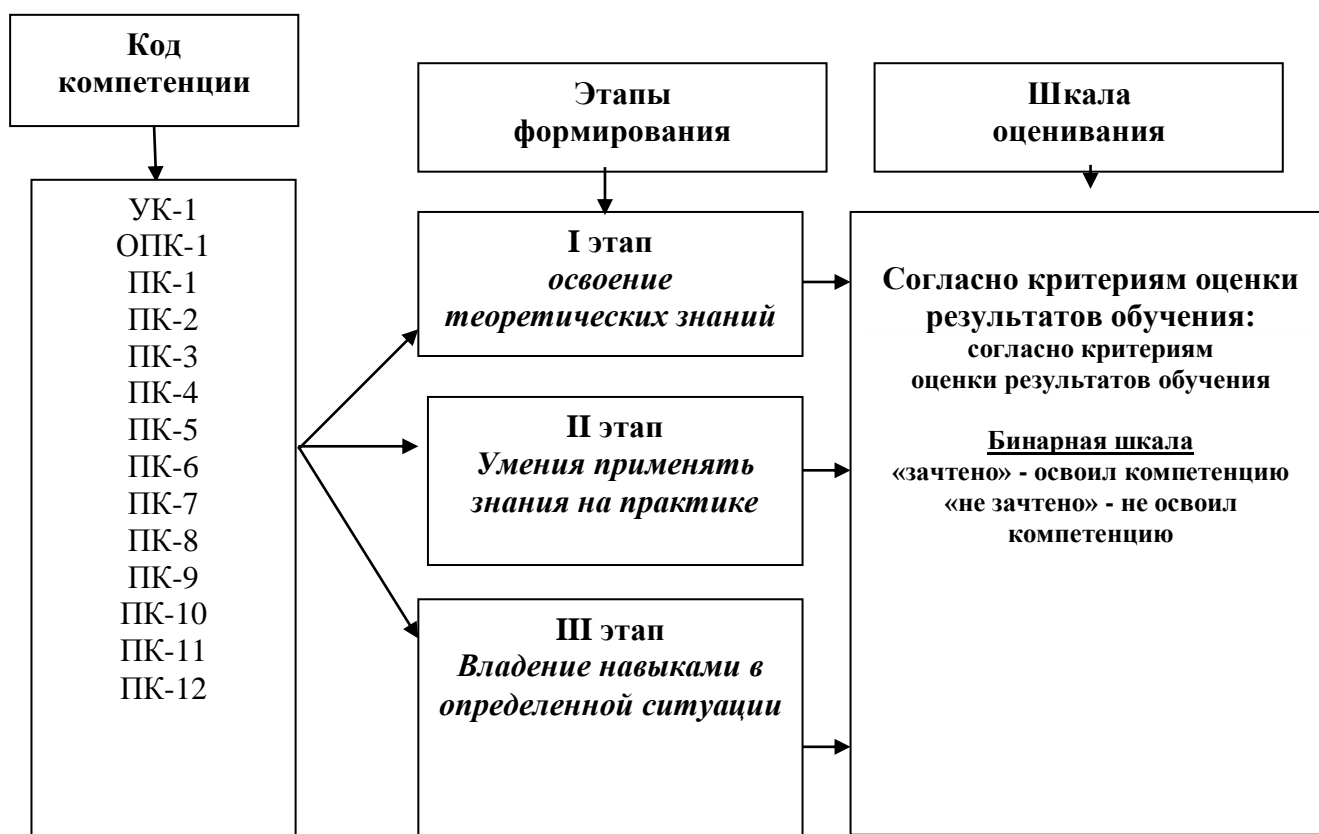 Код
компетенции
Этапы
формирования
Шкала
оценивания
УК-1
ОПК-1
ПК-1
ПК-2
ПК-3
ПК-4
ПК-5
ПК-6
ПК-7
ПК-8
ПК-9
ПК-10
ПК-11
ПК-12
I этап
освоение
теоретических знаний
II этап
Умения применять
знания на практике
III этап
Владение навыками в
определенной ситуации
Согласно критериям оценки
результатов обучения:
согласно критериям
оценки результатов обучения
Бинарная шкала
«зачтено» - освоил компетенцию
«не зачтено» - не освоил
компетенцию